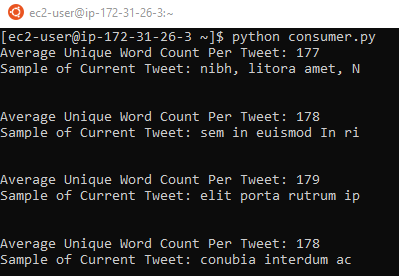 ec2-user@ip-172-31-26-3:~
[ec2-user@ip-172-31-26-3 ~]$ python consumer.py
Average Unique Word Count Per Tweet: 177
Sample of Current Tweet: nibh, litora amet, N
Average Unique Word Count Per Tweet: 178
Sample of Current Tweet: sem in euismod In ri
Average Unique Word Count Per Tweet: 179
Sample of Current Tweet: elit porta rutrum ip
Average Unique Word Count Per Tweet: 178
Sample of Current Tweet: conubia interdum ac